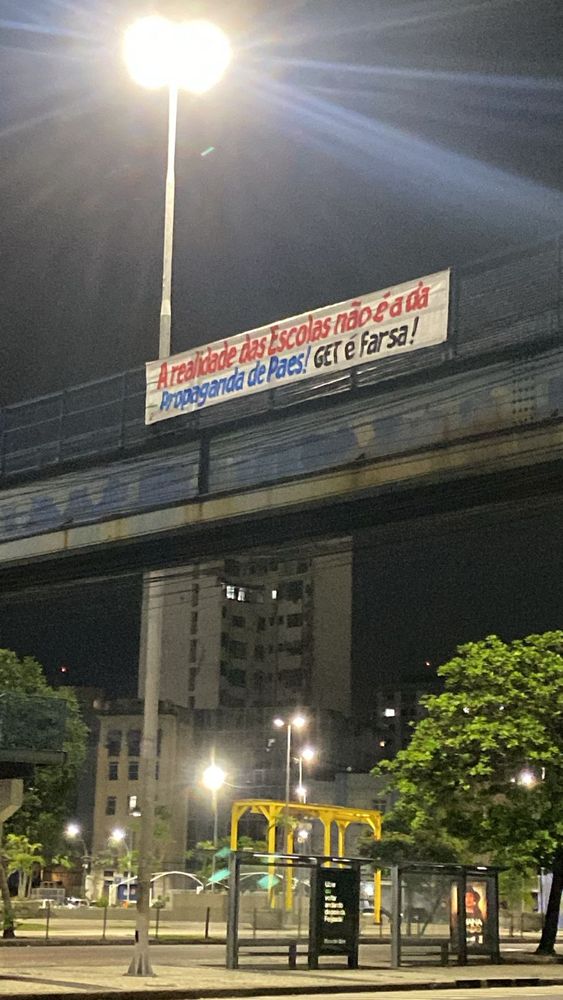 A realidade das Escolas não é a da
Propaganda de Paes! GET é farsa!